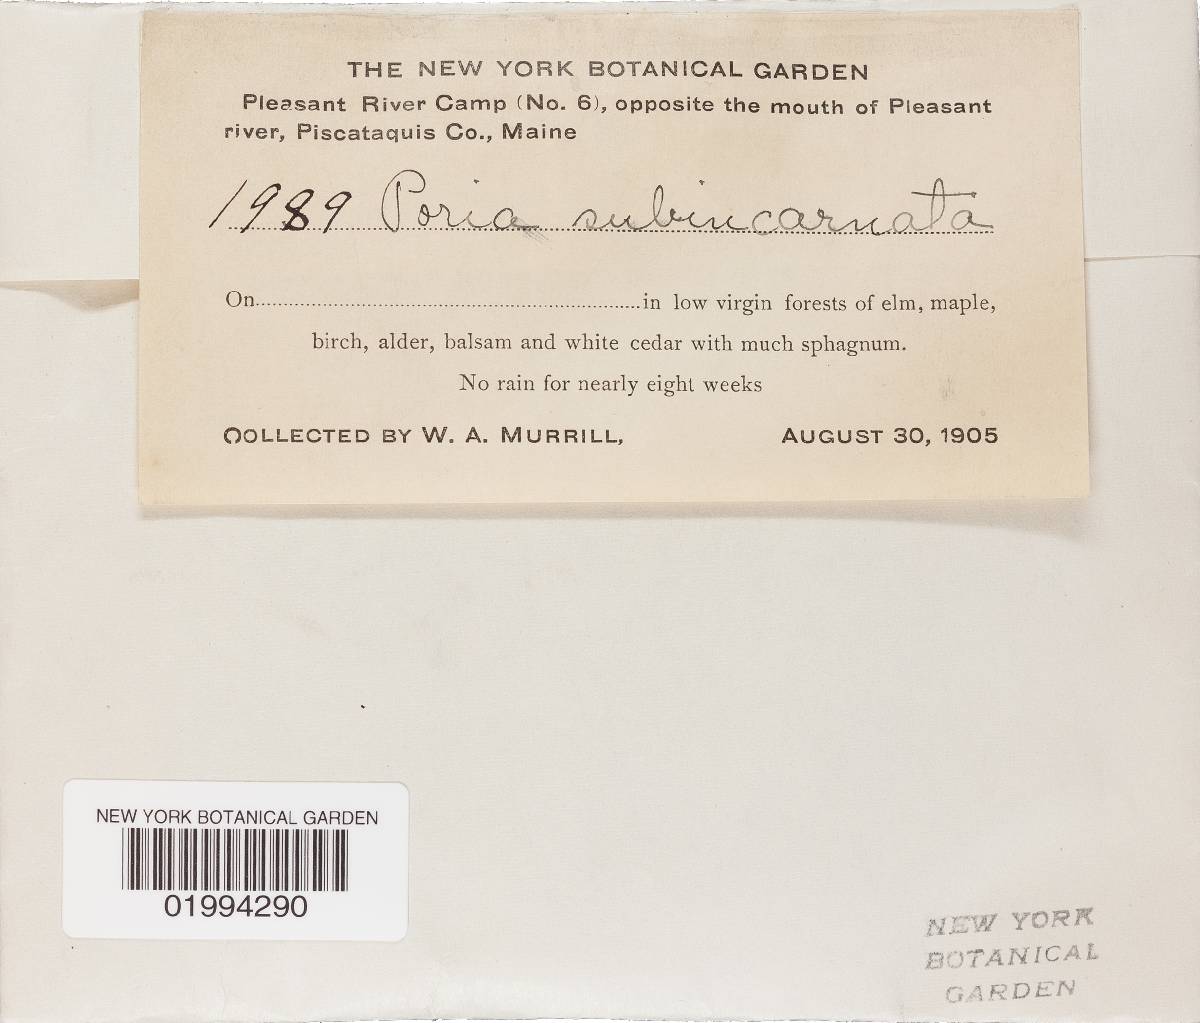 THE NEW YORK BOTANICAL GARDEN
Pleasant River Camp (No. 6), opposite the mouth of Pleasant
river, Piscataquis Co., Maine
1989 Poria subincarnata
On in low virgin forests of elm, maple,
birch, alder, balsam and white cedar with much sphagnum.
No rain for nearly eight weeks
COLLECTED BY W. A. MURRILL, AUGUST 30, 1905
NEW YORK BOTANICAL GARDEN
01994290
NEW YORK
BOTANICAL
GARDEN